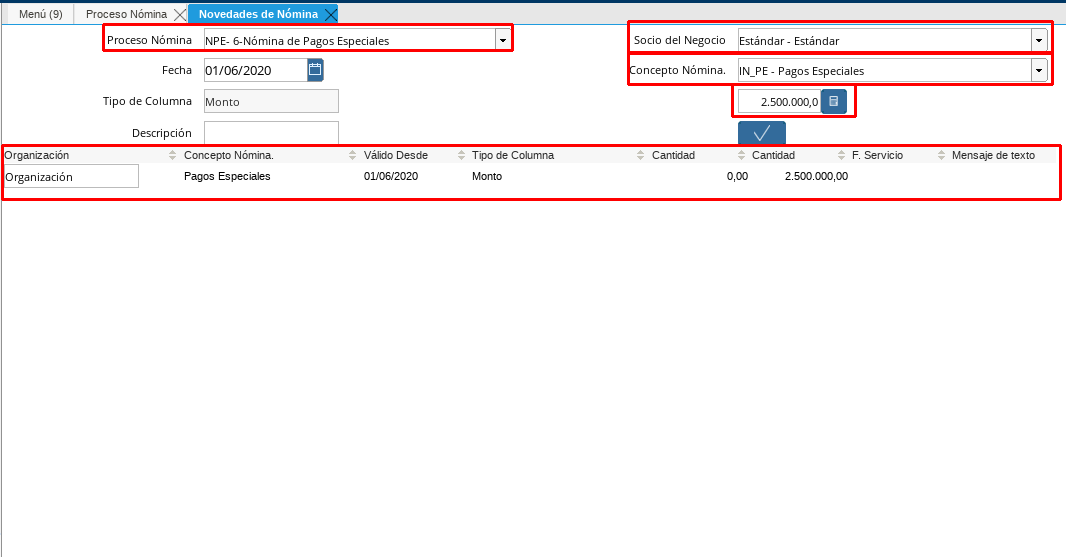 Menú (9) Proceso Nómina Novedades de Nómina
Proceso Nómina NPE- 6-Nómina de Pagos Especiales Socio del Negocio Estándar - Estándar
Fecha 01/06/2020 Concepto Nómina. IN_PE - Pagos Especiales
Tipo de Columna Monto 2.500.000,0
Descripción
Organización Concepto Nómina. Válido Desde Tipo de Columna Cantidad Cantidad F. Servicio Mensaje de texto
Organización Pagos Especiales 01/06/2020 Monto 0,00 2.500.000,00